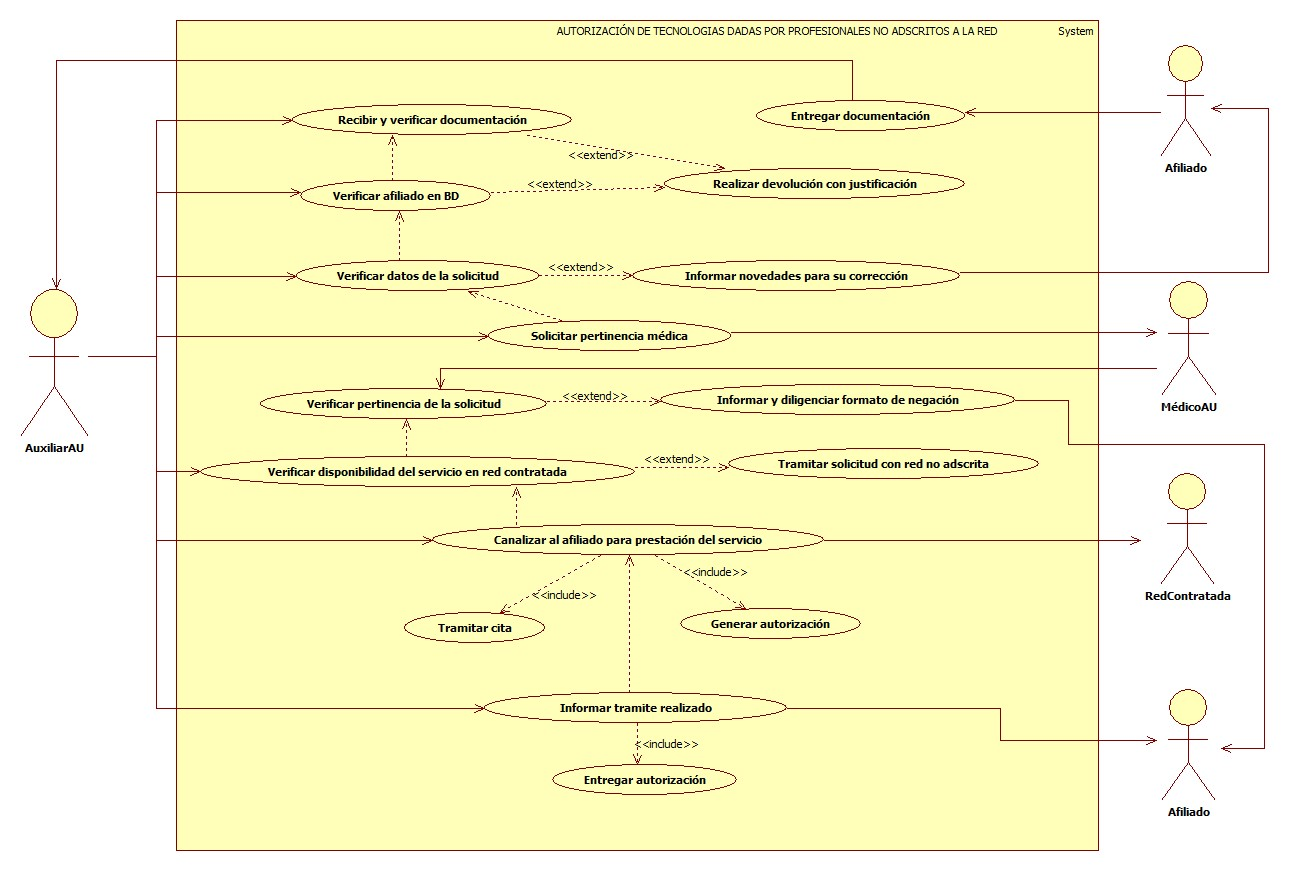 AUTORIZACIÓN DE TECNOLOGIAS DADAS POR PROFESIONALES NO ADSCRITOS A LA RED
System
Recibir y verificar documentación
Entregar documentación
<<extend>>
Afiliado
<<extend>>
Realizar devolución con justificación
Verificar afiliado en BD
<<extend>>
Verificar datos de la solicitud
Informar novedades para su corrección
Solicitar pertinencia médica
<<extend>>
Verificar pertinencia de la solicitud
Informar y diligenciar formato de negación
MédicoAU
AuxiliarAU
<<extend>>
Verificar disponibilidad del servicio en red contratada
Tramitar solicitud con red no adscrita
Canalizar al afiliado para prestación del servicio
<<include>>
<<include>>
RedContratada
Tramitar cita
Generar autorización
Informar tramite realizado
<<include>>
Entregar autorización
Afiliado